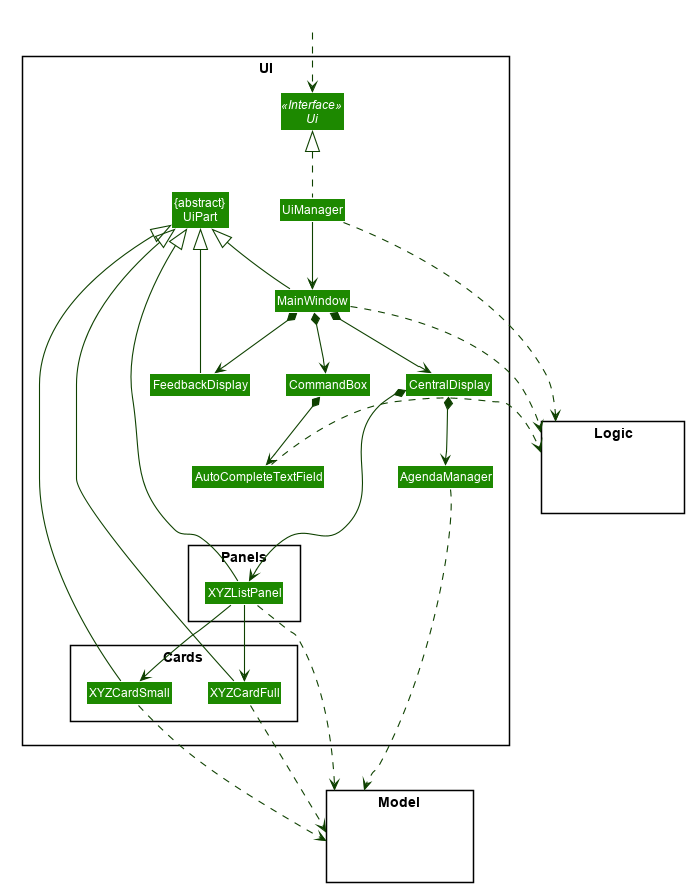 UI
«Interface»
Ui
{abstract}
UiPart
UiManager
MainWindow
FeedbackDisplay
CommandBox
CentralDisplay
Logic
AutoCompleteTextField
AgendaManager
Panels
XYZListPanel
Cards
XYZCardSmall
XYZCardFull
Model